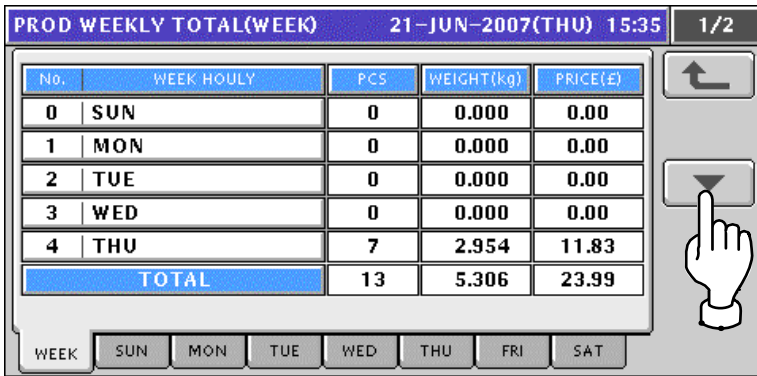 PROD WEEKLY TOTAL(WEEK) 21-JUN-2007(THU) 15:35 1/2
No. WEEK HOULY PCS WEIGHT(kg) PRICE(£)
0 SUN 0 0.000 0.00
1 MON 0 0.000 0.00
2 TUE 0 0.000 0.00
3 WED 0 0.000 0.00
4 THU 7 2.954 11.83
TOTAL 13 5.306 23.99
WEEK SUN MON TUE WED THU FRI SAT